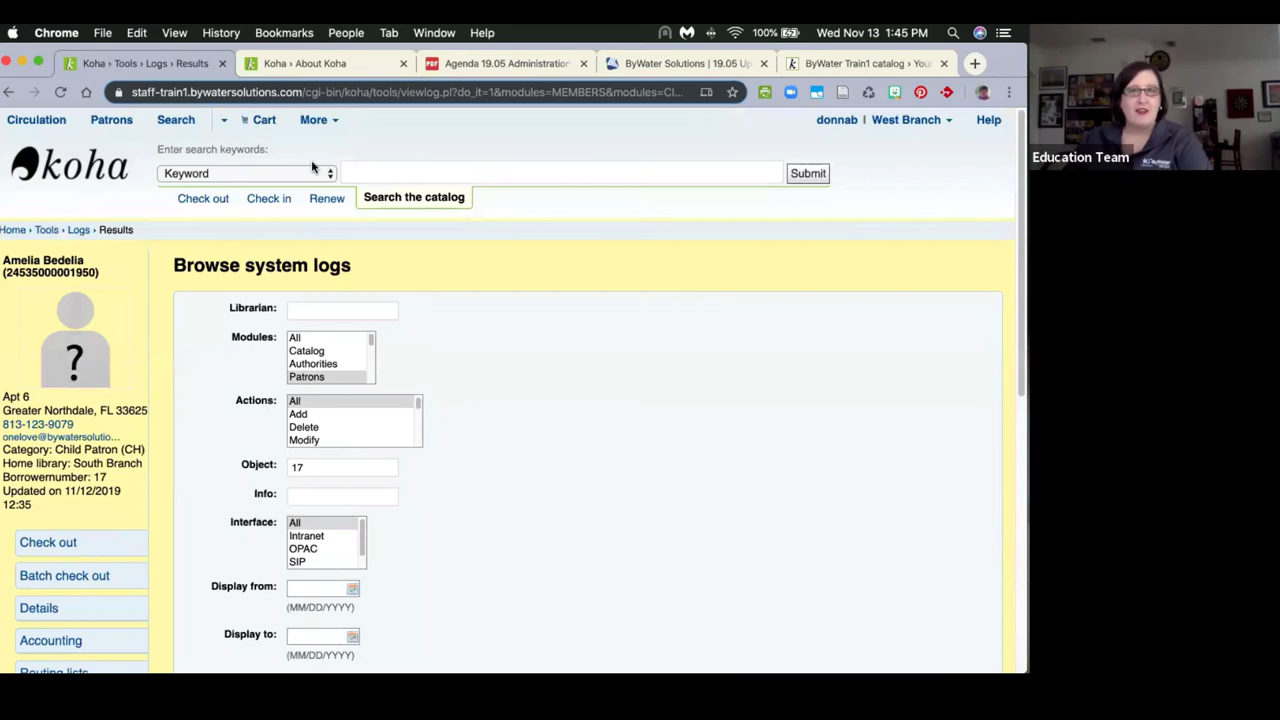 Chrome File Edit View History Bookmarks People Tab Window Help 100% Wed Nov 13 1:45 PM
Koha › Tools › Logs › Results Koha › About Koha Agenda 19.05 Administration ByWater Solutions | 19.05 Up ByWater Train1 catalog › Your
staff-train1.bywatersolutions.com/cgi-bin/koha/tools/viewlog.pl?do_it=1&modules=MEMBERS&modules=CI...
Circulation Patrons Search Cart More donnab West Branch Help
koha
Enter search keywords:
Keyword Submit
Check out Check in Renew Search the catalog
Home › Tools › Logs › Results
Amelia Bedelia
(24535000001950)
?
Apt 6
Greater Northdale, FL 33625
813-123-9079
onelove@bywatersolutio...
Category: Child Patron (CH)
Home library: South Branch
Borrowernumber: 17
Updated on 11/12/2019
12:35
Check out
Batch check out
Details
Accounting
Routing lists
Browse system logs
Librarian:
Modules: All
Catalog
Authorities
Patrons
Actions: All
Add
Delete
Modify
Object: 17
Info:
Interface: All
Intranet
OPAC
SIP
Display from:
(MM/DD/YYYY)
Display to:
(MM/DD/YYYY)
Education Team